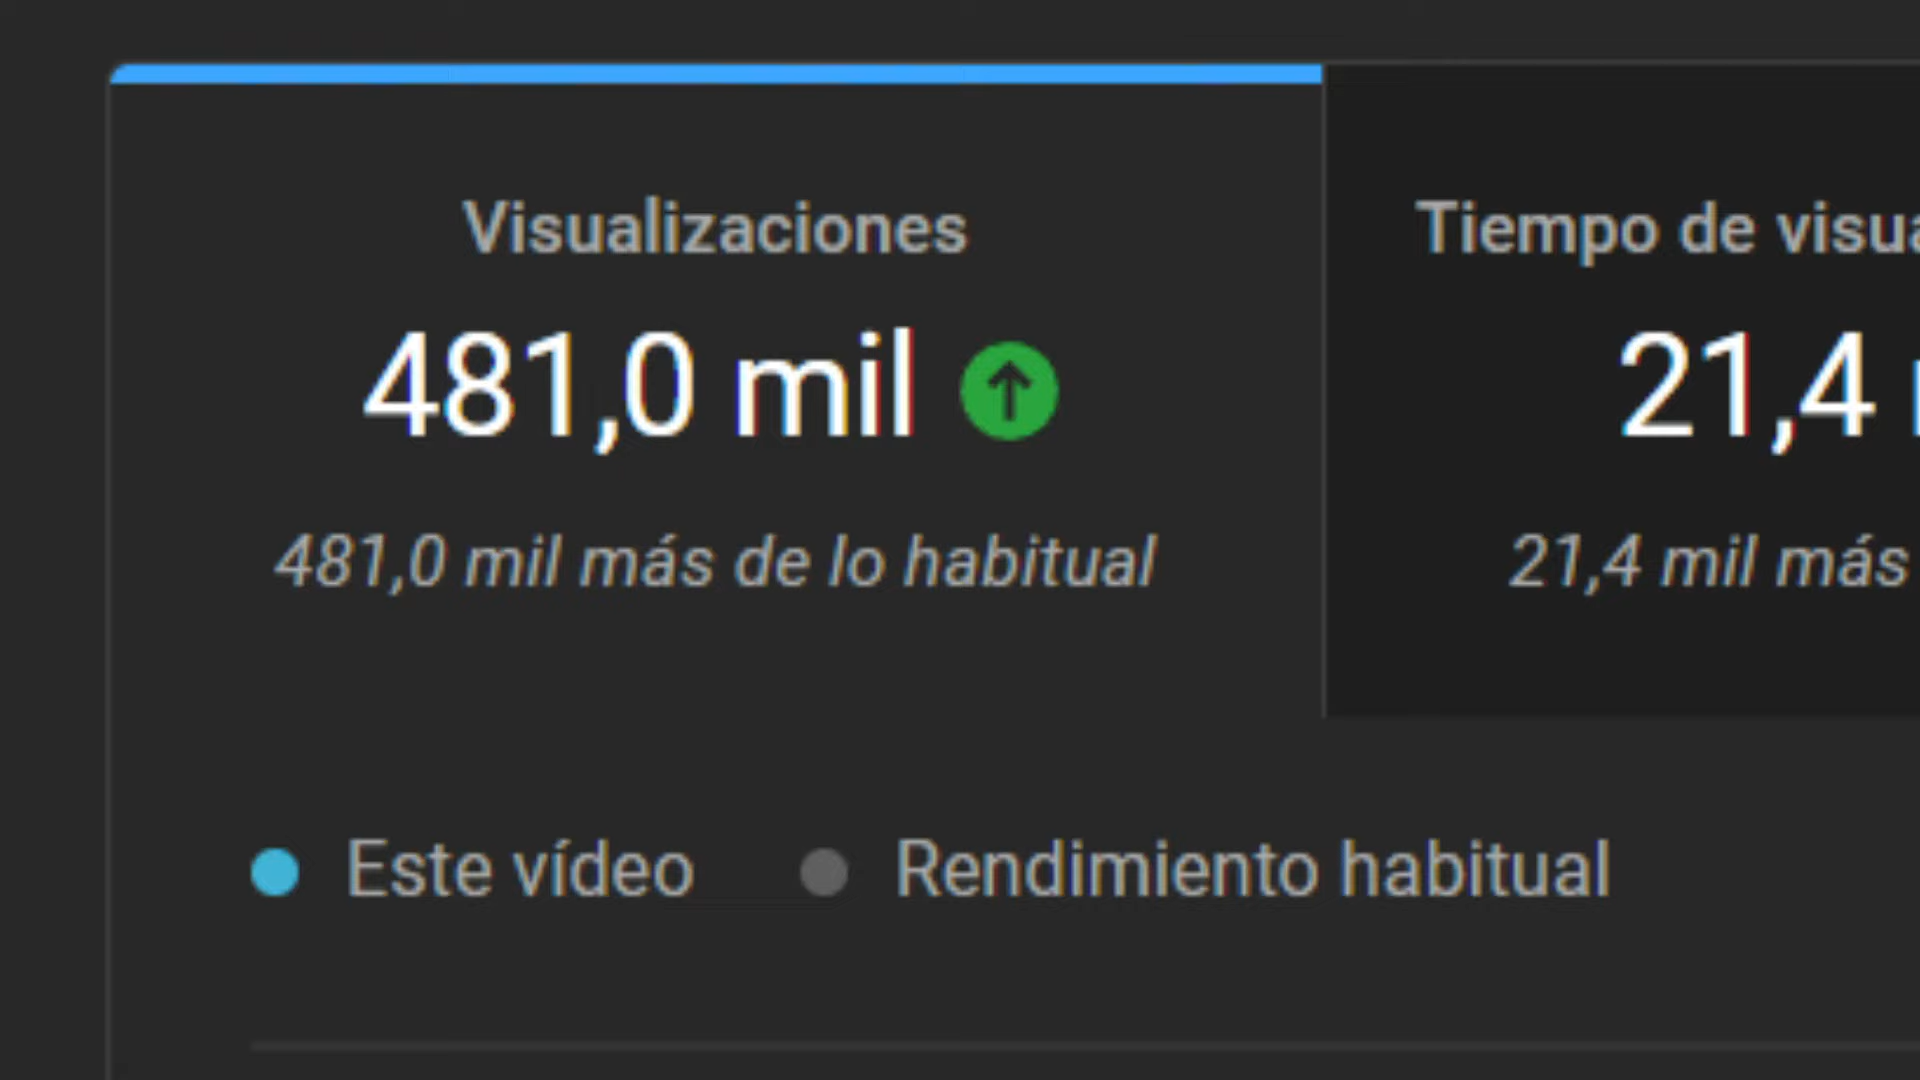 Visualizaciones
481,0 mil
481,0 mil más de lo habitual
Tiempo de
21,4
21,4 mil más
Este vídeo
Rendimiento habitual